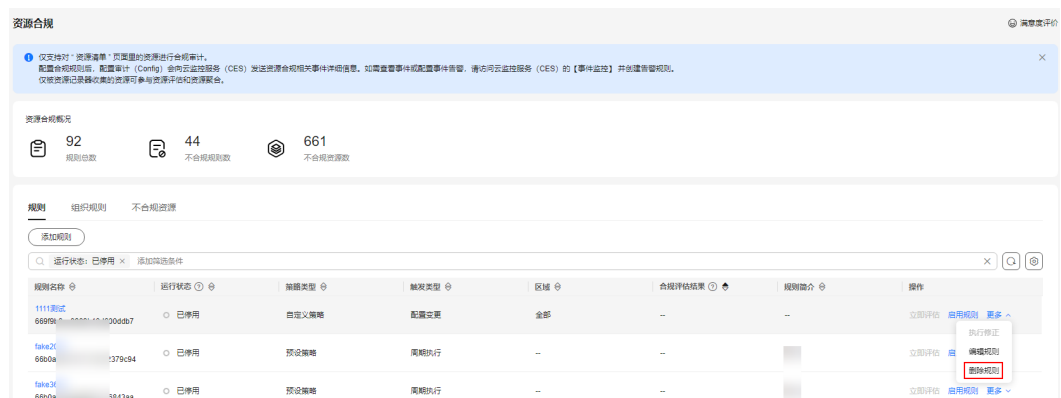 资源合规
满意度评价
仅支持对“资源清单”页面里的资源进行合规审计。
配置合规规则后，配置审计（Config）会向云监控服务（CES）发送资源合规相关事件详细信息。如需查看事件或配置事件告警，请访问云监控服务（CES）的【事件监控】 并创建告警规则。
仅被资源记录器收集的资源可参与资源评估和资源聚合。
资源合规概况
92 44 661
规则总数 不合规规则数 不合规资源数
规则 组织规则 不合规资源
添加规则
运行状态：已停用 × 添加筛选条件
规则名称 运行状态 策略类型 触发类型 区域 合规评估结果 规则简介 操作
1111测试 已停用 自定义策略 配置变更 全部 -- -- 立即评估 启用规则 更多
00ddb7
执行修正
fake20 已停用 预设策略 周期执行 -- -- 立即评估 启
66b0a 2379c94
编辑规则
删除规则
fake36 已停用 预设策略 周期执行 -- -- 立即评估 启用规则 更多
66b0a 6843aa